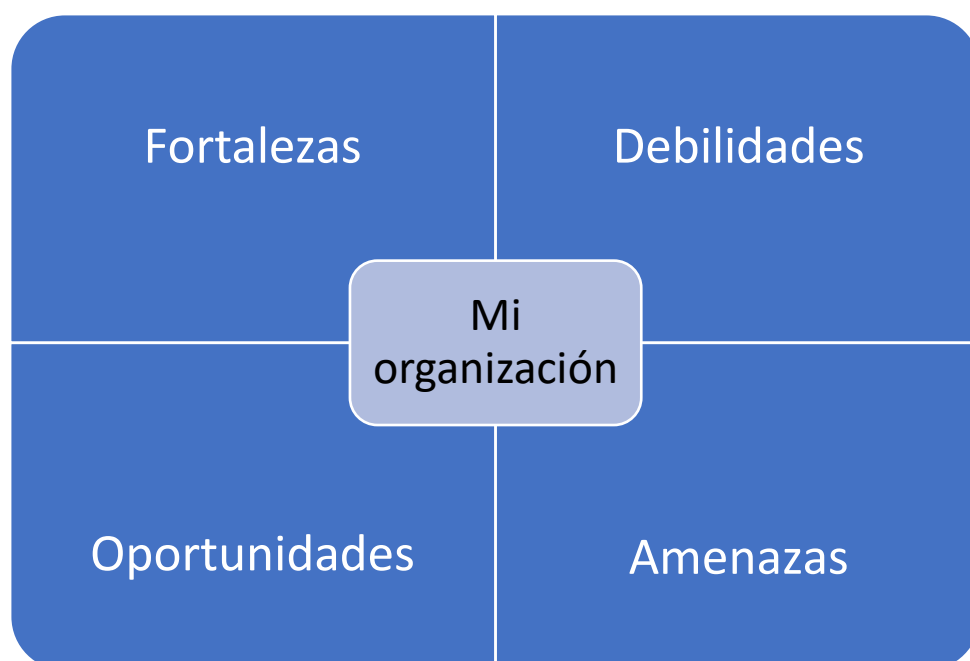 Fortalezas
Debilidades
Mi
organización
Oportunidades
Amenazas